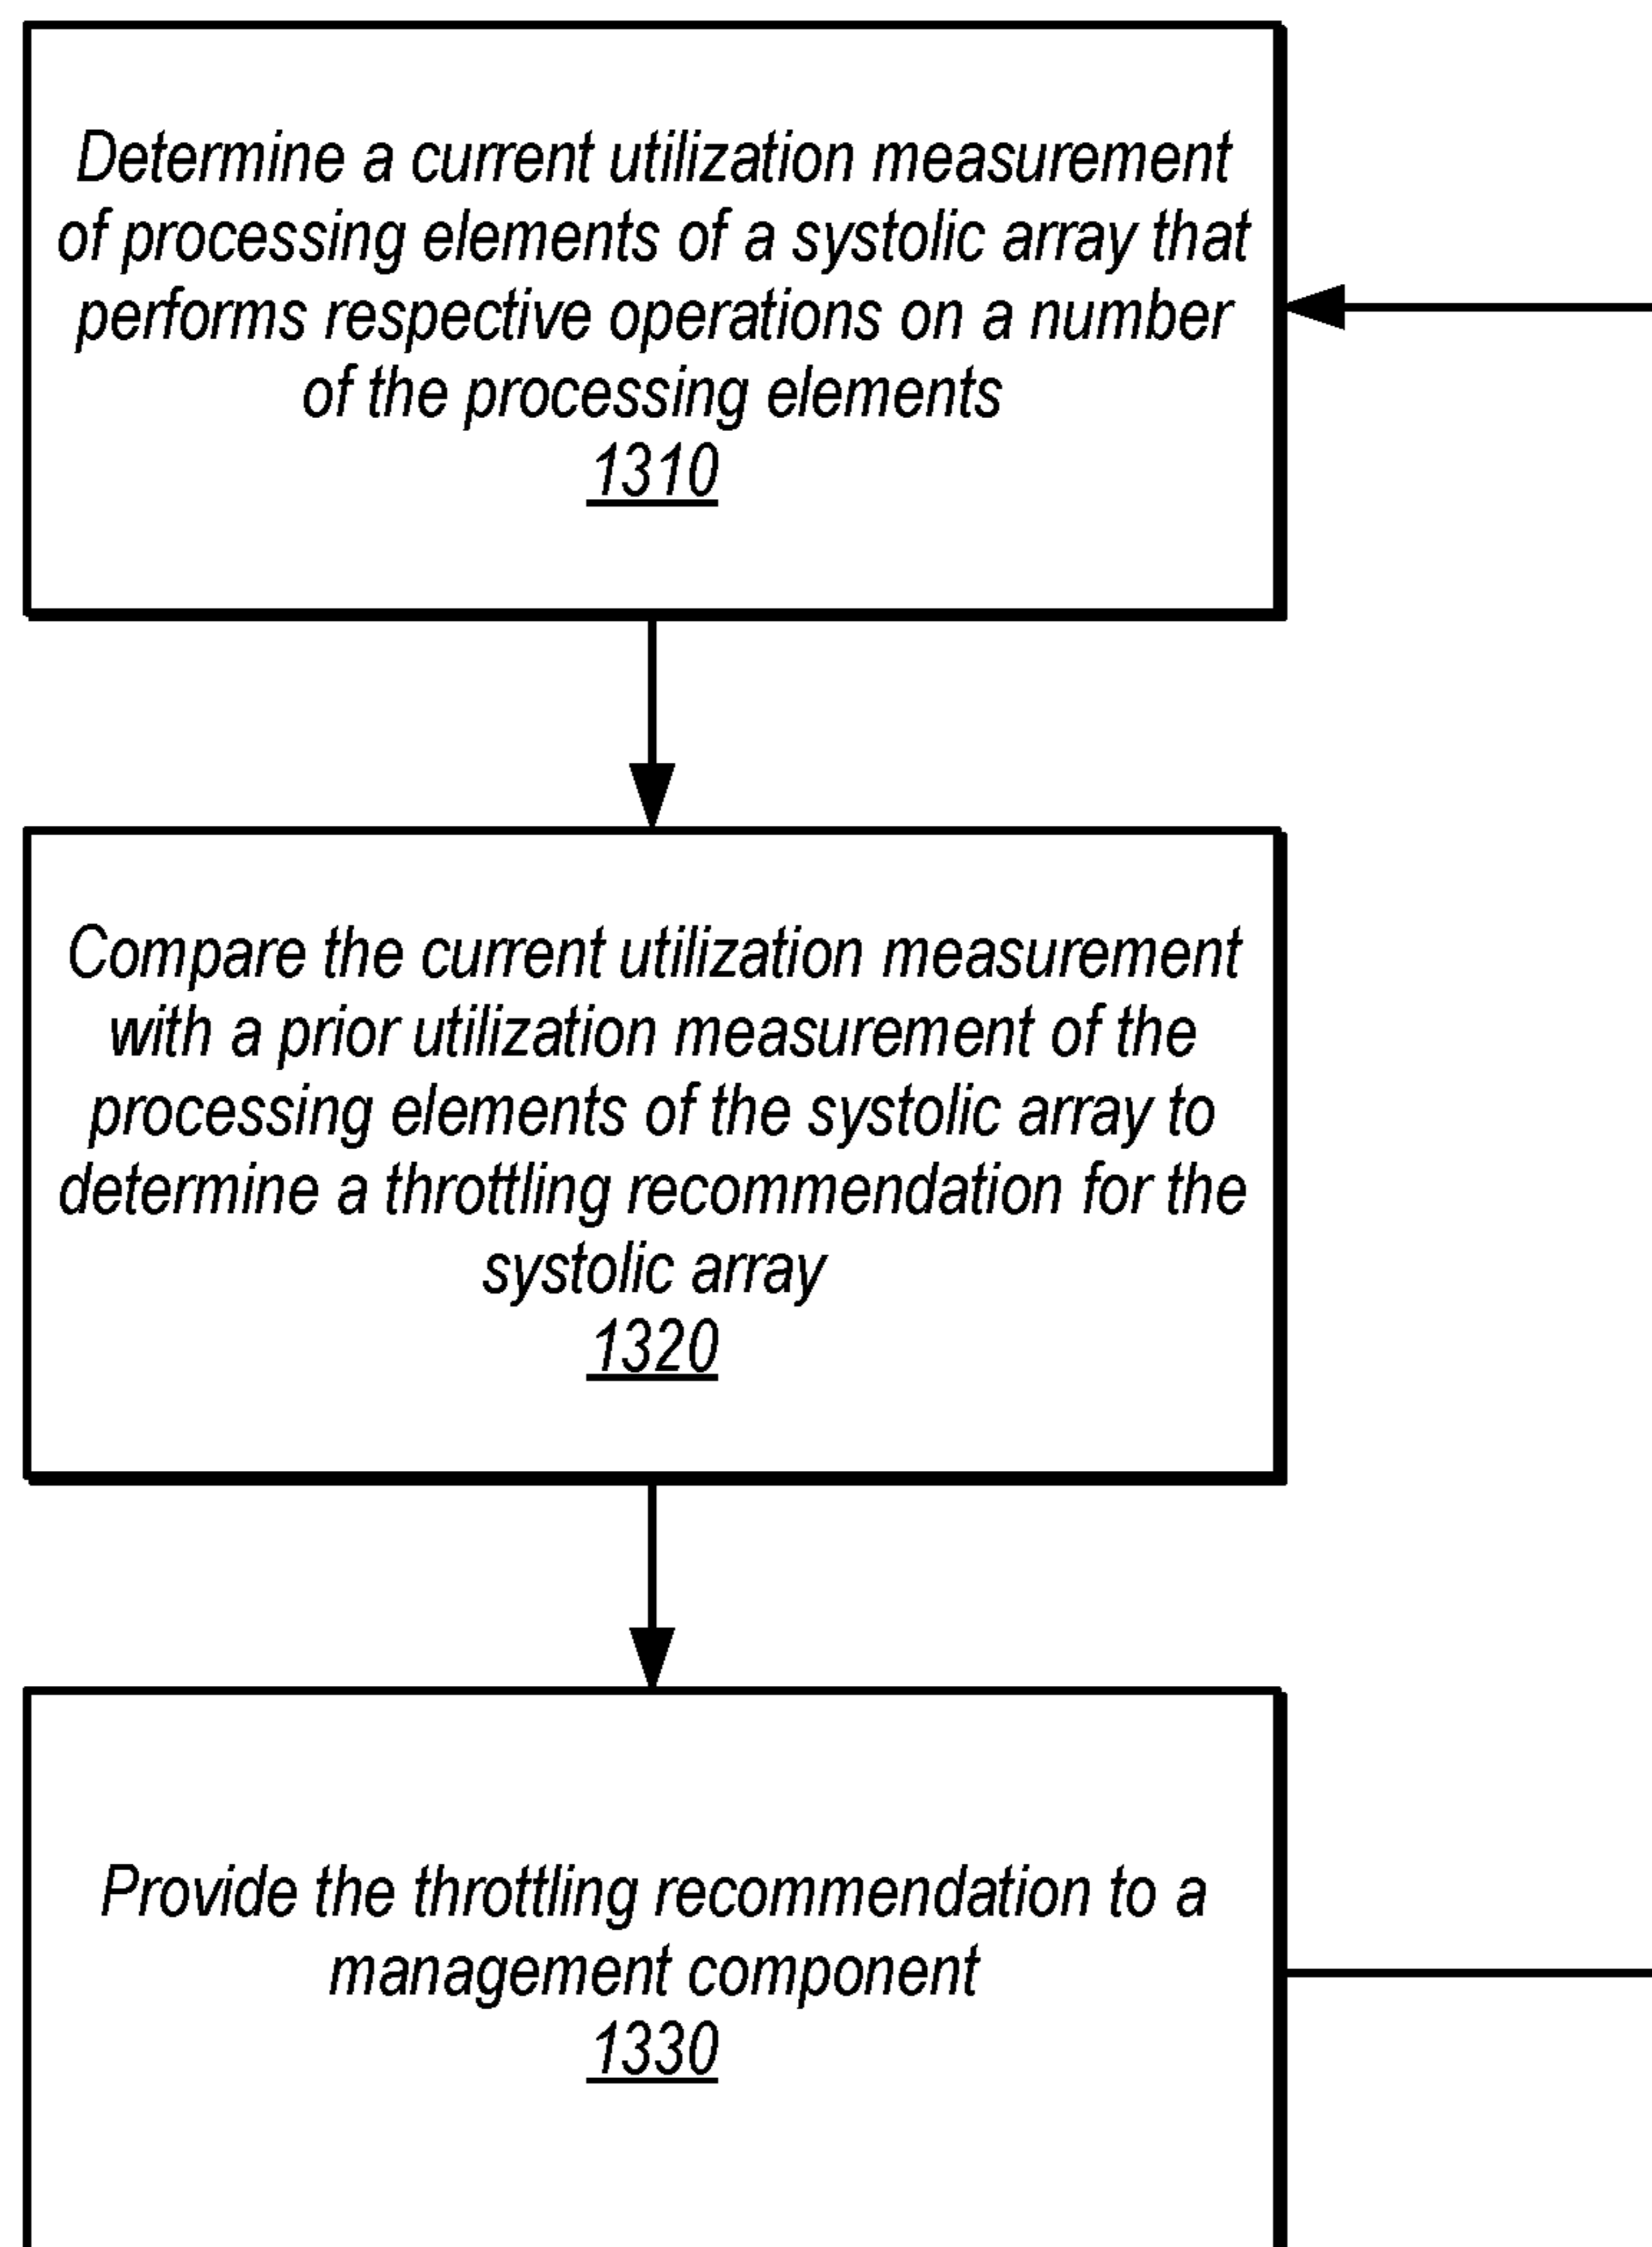 Determine a current utilization measurement
of processing elements of a systolic array that
performs respective operations on a number
of the processing elements
1310
Compare the current utilization measurement
with a prior utilization measurement of the
processing elements of the systolic array to
determine a throttling recommendation for the
systolic array
1320
Provide the throttling recommendation to a
management component
1330